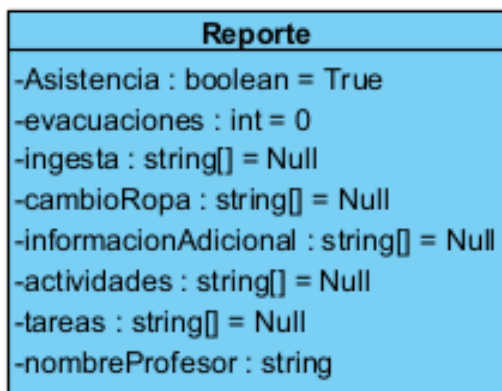 Reporte
-Asistencia : boolean = True
-evacuaciones : int = 0
-ingesta : string[] = Null
-cambioRopa : string[] = Null
-informacionAdicional : string[] = Null
-actividades : string[] = Null
-tareas : string[] = Null
-nombreProfesor : string